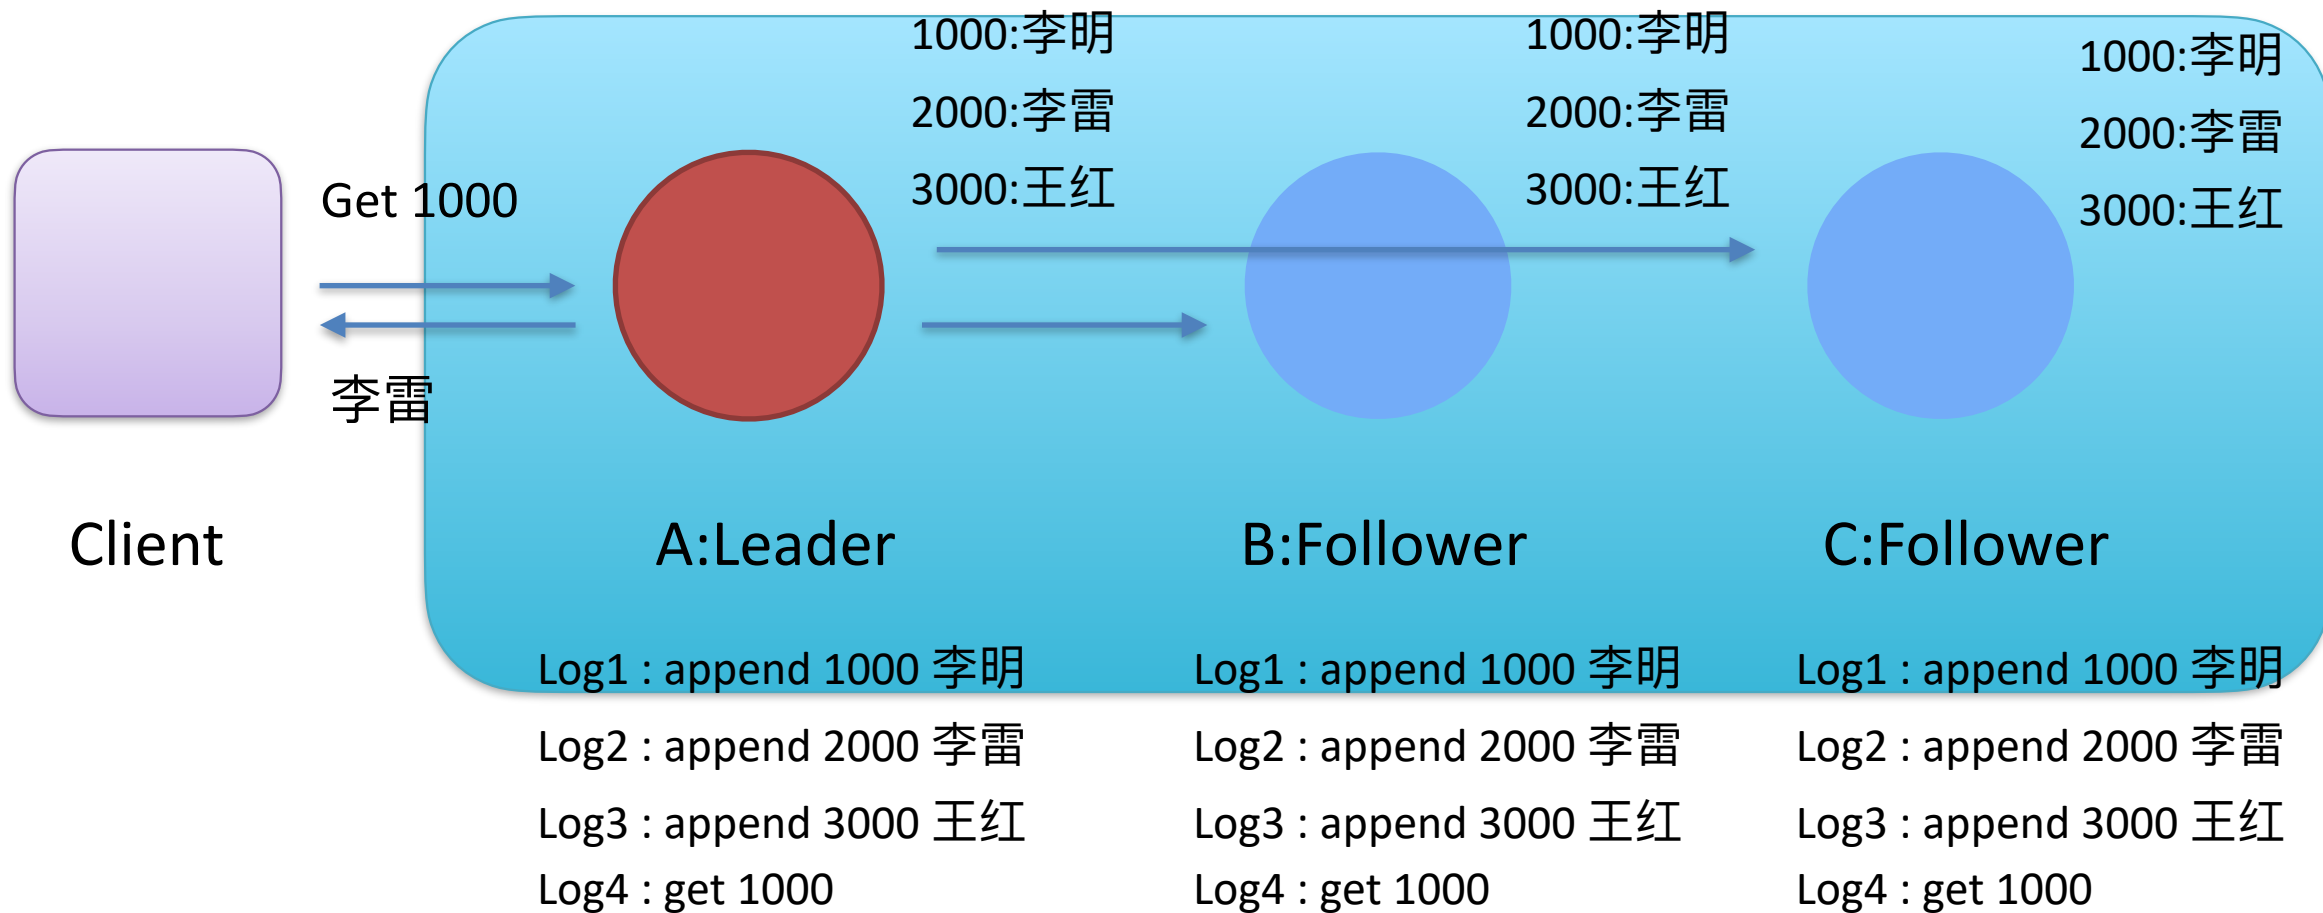 1000:李明
2000:李雷
3000:王红
1000:李明
2000:李雷
3000:王红
1000:李明
2000:李雷
3000:王红
Get 1000
李雷
Client
A:Leader
B:Follower
C:Follower
Log1 : append 1000 李明
Log2 : append 2000 李雷
Log3 : append 3000 王红
Log4 : get 1000
Log1 : append 1000 李明
Log2 : append 2000 李雷
Log3 : append 3000 王红
Log4 : get 1000
Log1 : append 1000 李明
Log2 : append 2000 李雷
Log3 : append 3000 王红
Log4 : get 1000